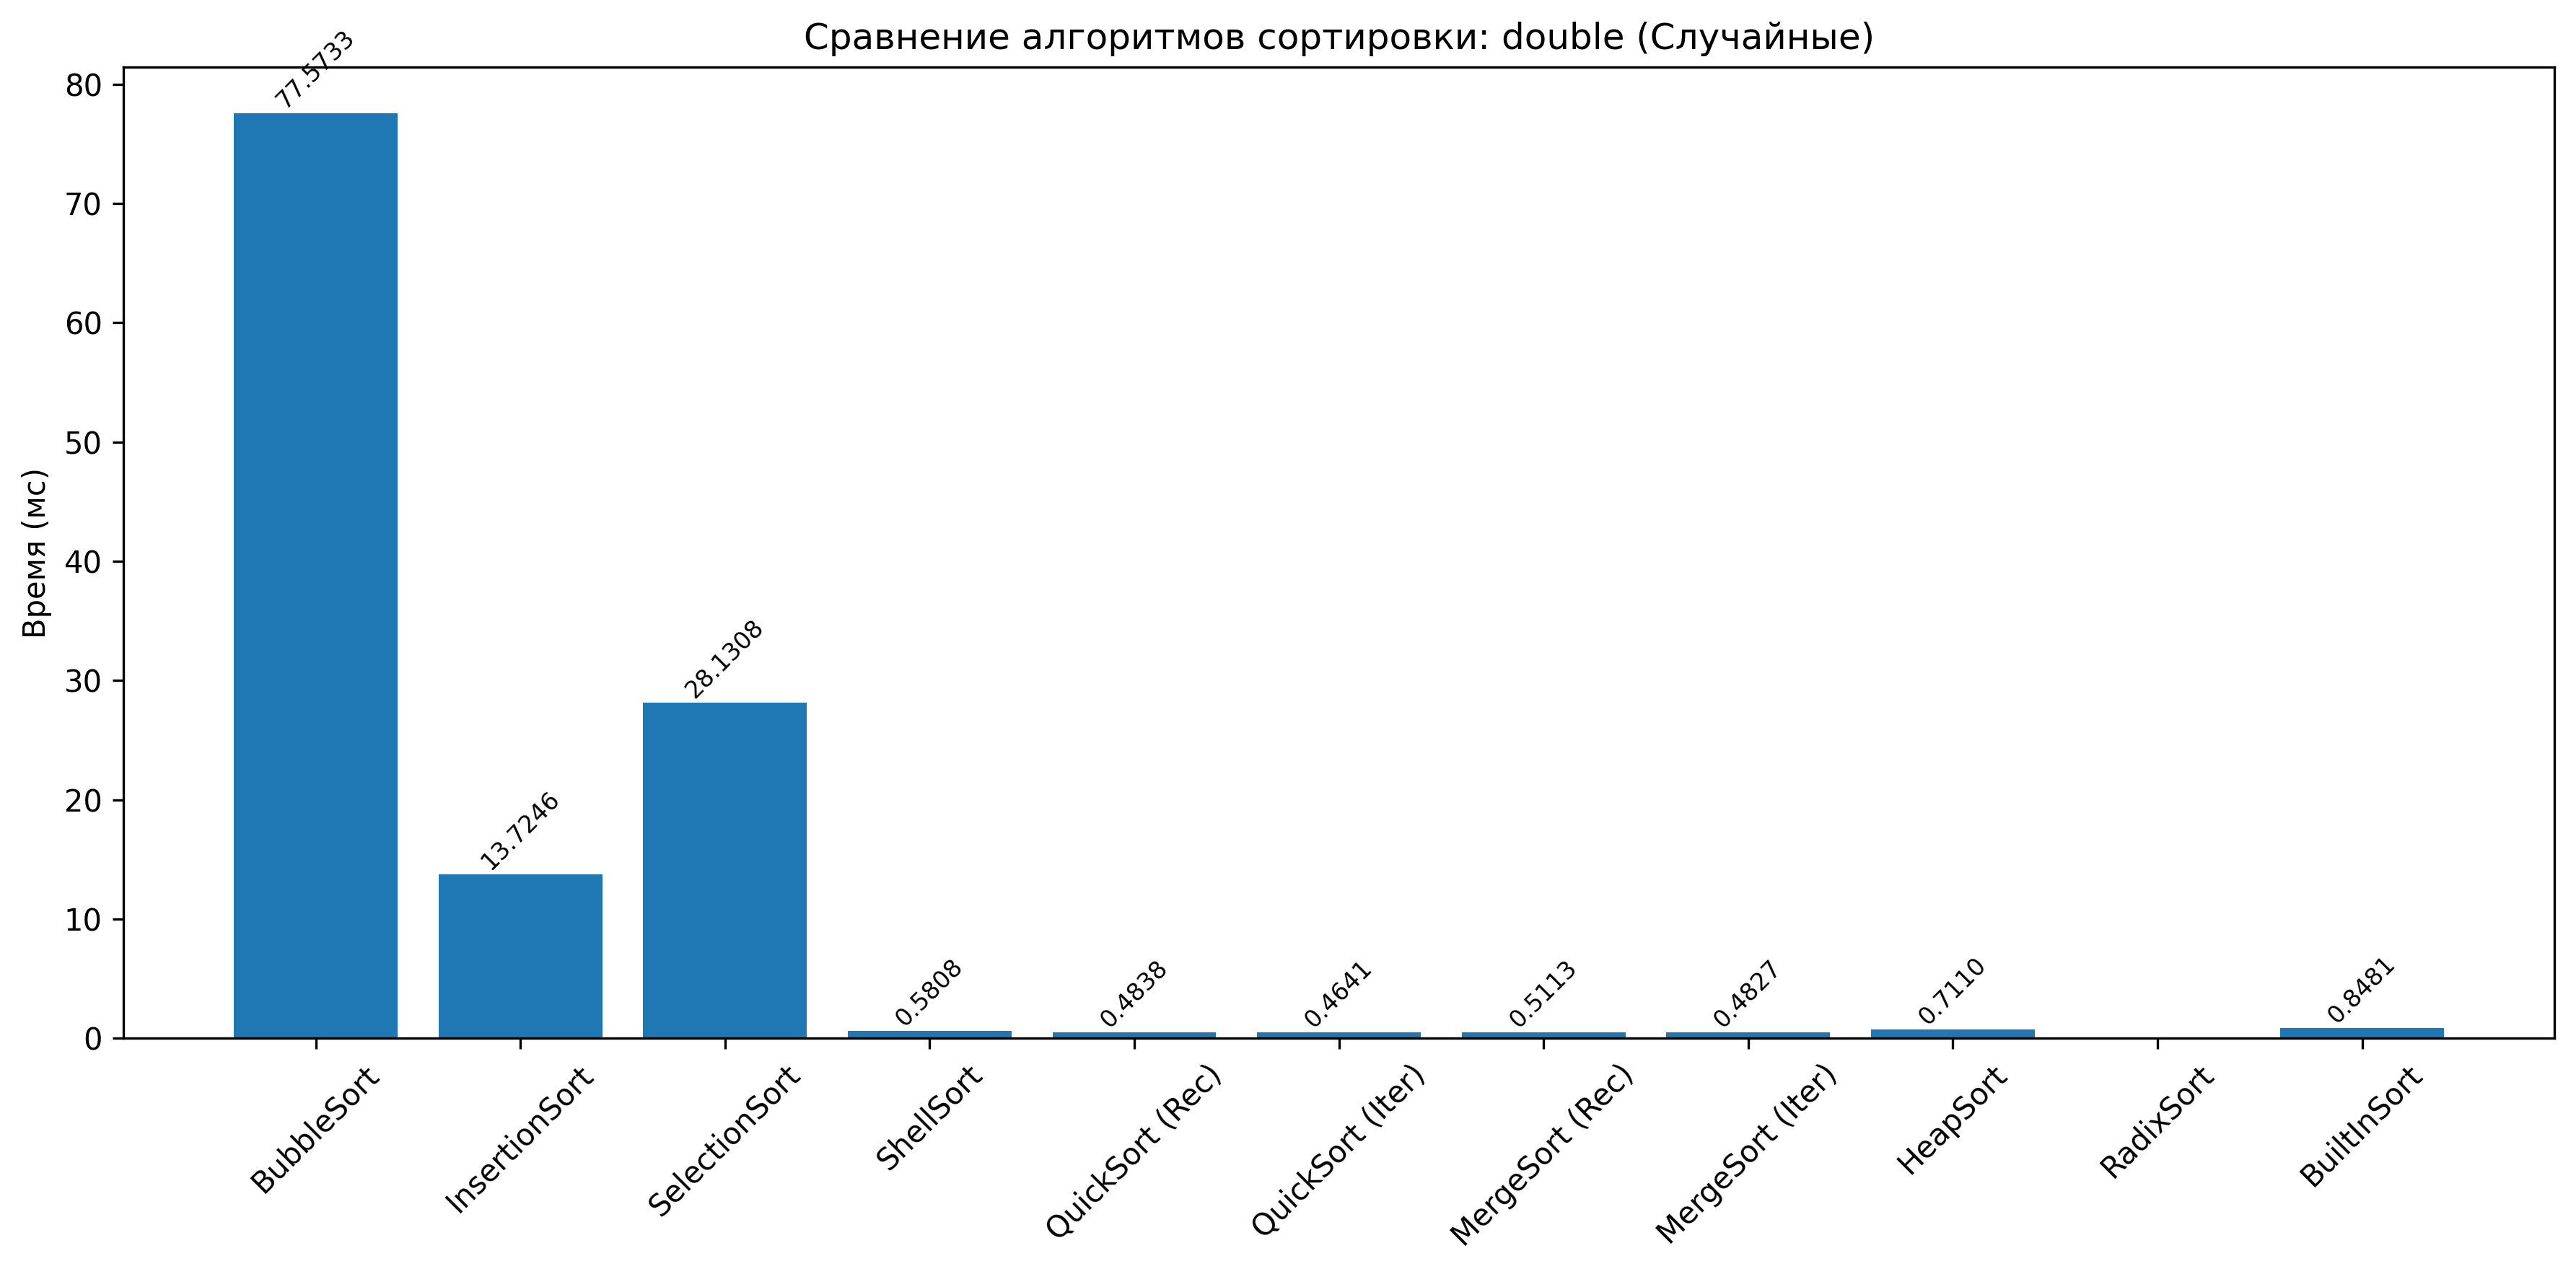 Сравнение алгоритмов сортировки: double (Случайные)
Время (мс)
80
70
60
50
40
30
20
10
0
77.5733
13.7246
28.1308
0.5808
0.4838
0.4641
0.5113
0.4827
0.7110
0.8481
BubbleSort
InsertionSort
SelectionSort
ShellSort
QuickSort (Rec)
QuickSort (Iter)
MergeSort (Rec)
MergeSort (Iter)
HeapSort
RadixSort
BuiltInSort